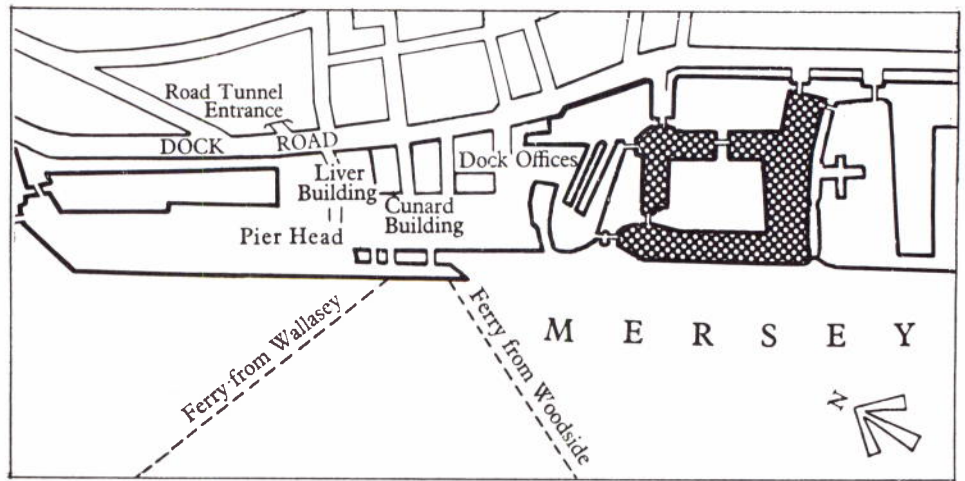 Road Tunnel
Entrance
DOCK ROAD
Liver
Building
Dock Offices
Cunard
Building
Pier Head
Ferry from Wallasey
Ferry from Woodside
MERSEY
N